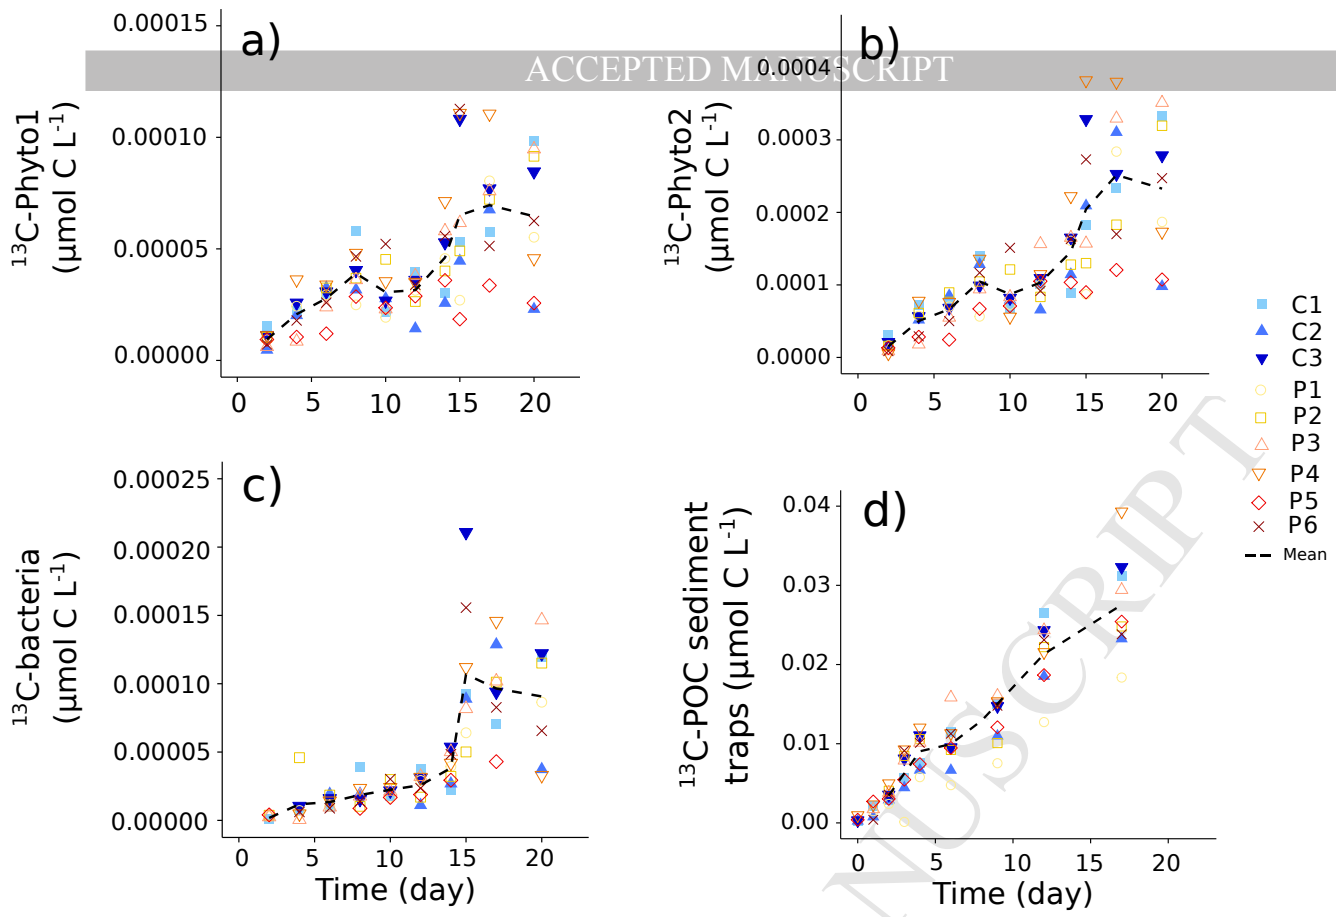 ACCEPTED MANUSCRIPT
a)
¹³C-Phyto1
(µmol C L⁻¹)
0.00015
0.00010
0.00005
0.00000
0 5 10 15 20
b)
¹³C-Phyto2
(µmol C L⁻¹)
0.0004
0.0003
0.0002
0.0001
0.0000
0 5 10 15 20
C1
C2
C3
P1
P2
P3
P4
P5
P6
Mean
c)
¹³C-bacteria
(µmol C L⁻¹)
0.00025
0.00020
0.00015
0.00010
0.00005
0.00000
0 5 10 15 20
Time (day)
d)
¹³C-POC sediment
traps (µmol C L⁻¹)
0.04
0.03
0.02
0.01
0.00
0 5 10 15 20
Time (day)
NUSCRIPT